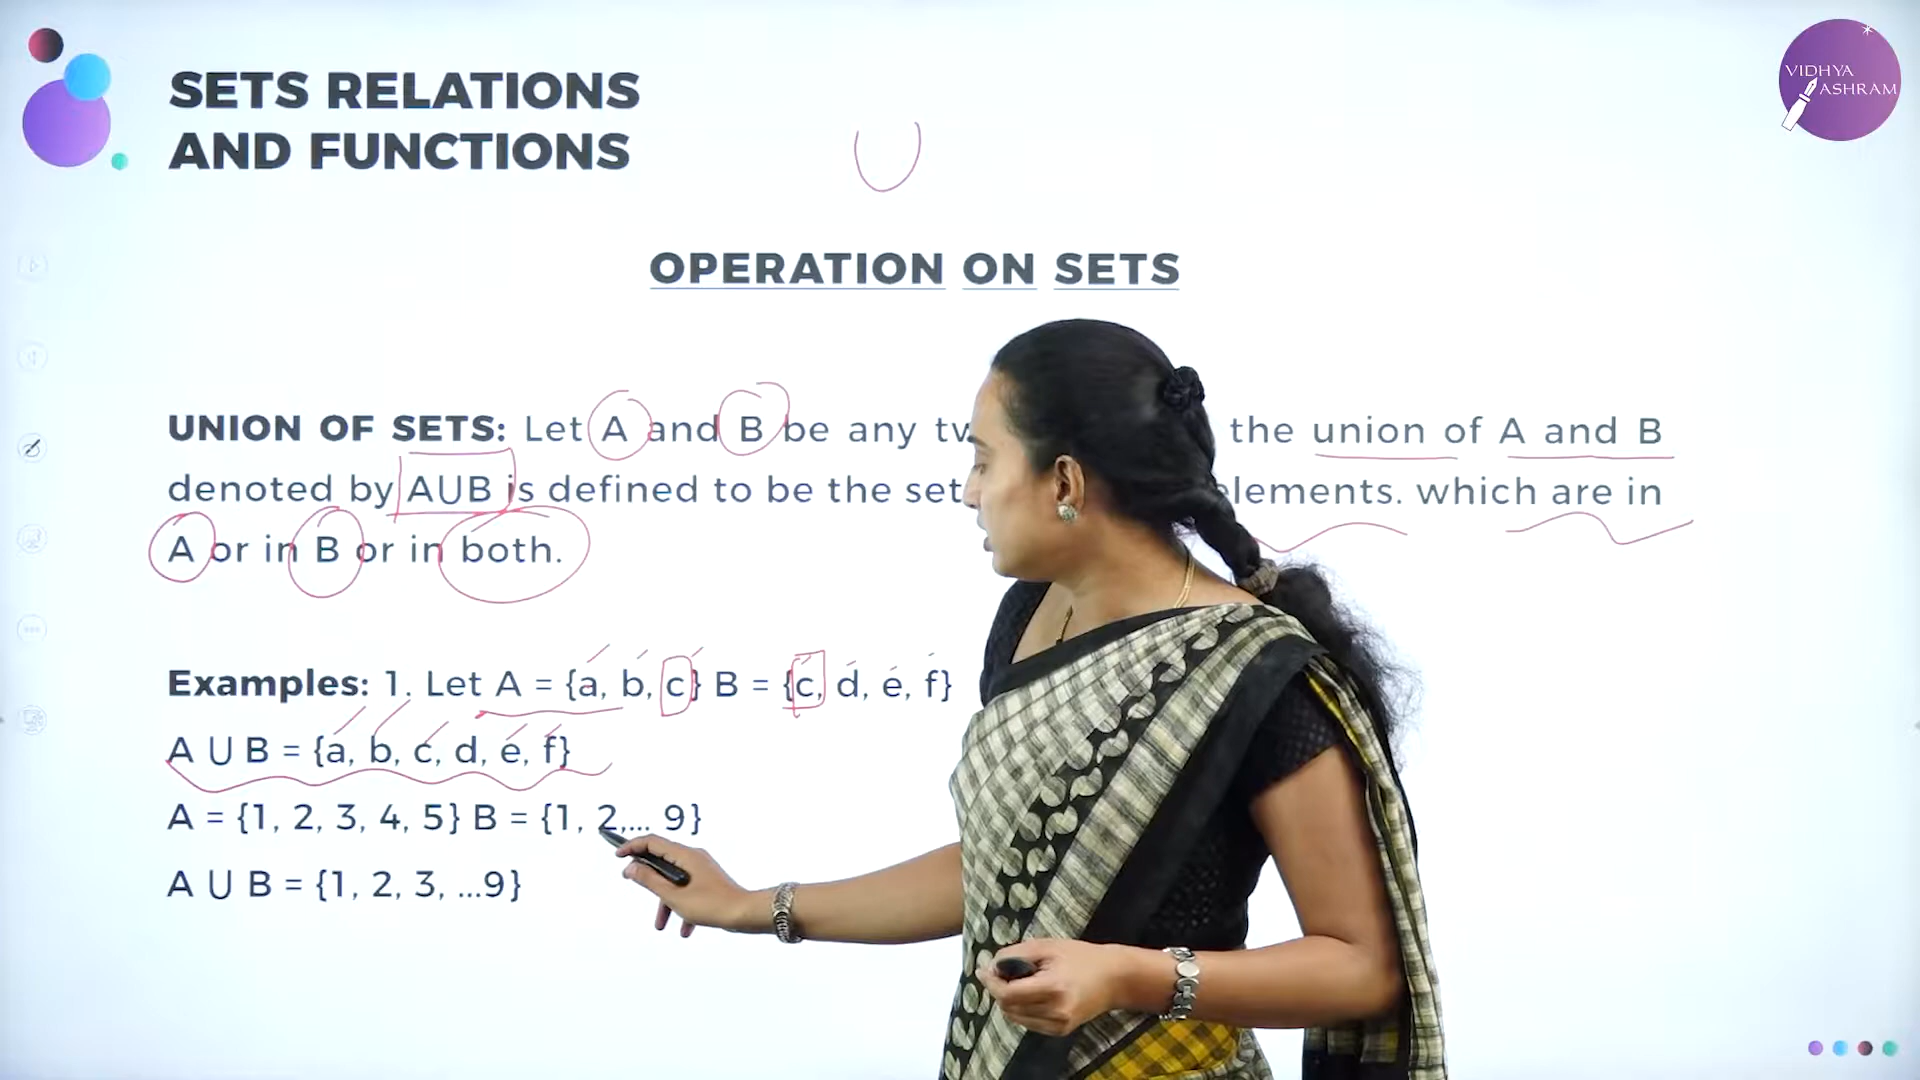 SETS RELATIONS
AND FUNCTIONS
VIDHYA
ASHRAM
U
OPERATION ON SETS
UNION OF SETS: Let A and B be any the union of A and B
denoted by AUB is defined to be the set elements. which are in
A or in B or in both.
Examples: 1. Let A = {a, b, c} B = {c, d, e, f}
A U B = {a, b, c, d, e, f}
A = {1, 2, 3, 4, 5} B = {1, 2,... 9}
A U B = {1, 2, 3, ...9}